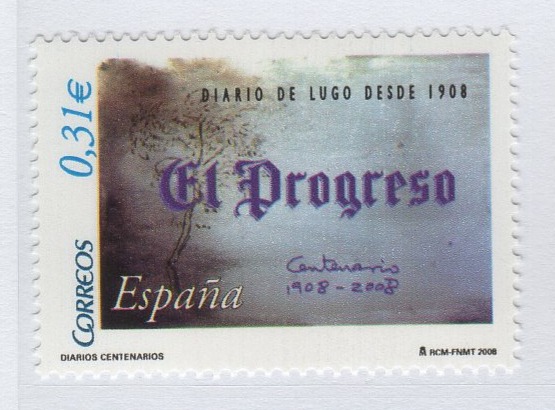 DIARIO DE LUGO DESDE 1908
0,31€
El Progreso
Centenario
1908-2008
España
CORREOS
DIARIOS CENTENARIOS
RCM-FNMT 2008